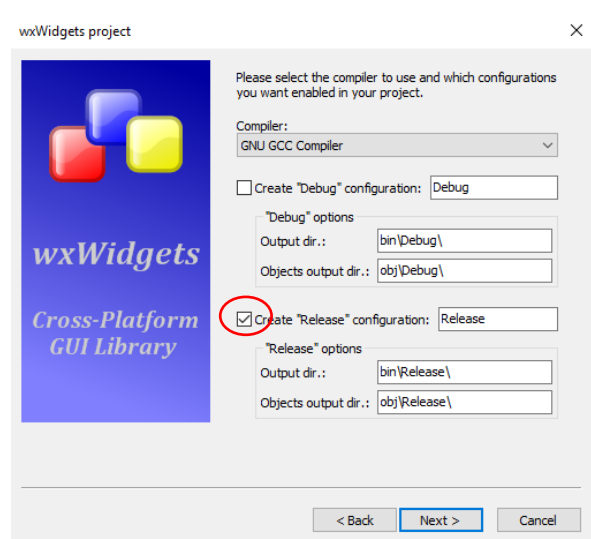 wxWidgets project
Please select the compiler to use and which configurations
you want enabled in your project.
Compiler:
GNU GCC Compiler
Create "Debug" configuration: Debug
"Debug" options
Output dir.: bin\Debug\
Objects output dir.: obj\Debug\
wxWidgets
Cross-Platform
GUI Library
Create "Release" configuration: Release
"Release" options
Output dir.: bin\Release\
Objects output dir.: obj\Release\
< Back Next > Cancel